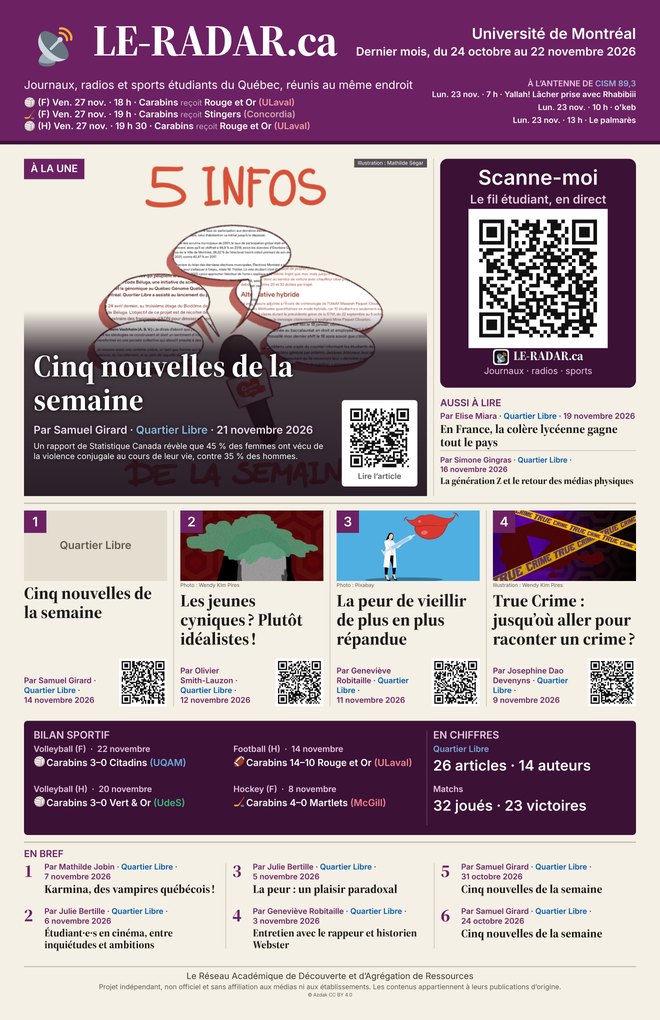 LE-RADAR.ca
Université de Montréal
Dernier mois, du 24 octobre au 22 novembre 2026
Journaux, radios et sports étudiants du Québec, réunis au même endroit
(F) Ven. 27 nov. · 18 h · Carabins reçoit Rouge et Or (ULaval)
(F) Ven. 27 nov. · 19 h · Carabins reçoit Stingers (Concordia)
(H) Ven. 27 nov. · 19 h 30 · Carabins reçoit Rouge et Or (ULaval)
À L'ANTENNE DE CISM 89,3
Lun. 23 nov. · 7 h · Yallah! Lâcher prise avec Rhabibiii
Lun. 23 nov. · 10 h · o'keb
Lun. 23 nov. · 13 h · Le palmarès
À LA UNE
Illustration : Mathilde Ségar
5 INFOS
DE LA SEMAINE
Cinq nouvelles de la
semaine
Par Samuel Girard · Quartier Libre · 21 novembre 2026
Un rapport de Statistique Canada révèle que 45 % des femmes ont vécu de
la violence conjugale au cours de leur vie, contre 35 % des hommes.
Lire l'article
Scanne-moi
Le fil étudiant, en direct
LE-RADAR.ca
Journaux · radios · sports
AUSSI À LIRE
Par Elise Miara · Quartier Libre · 19 novembre 2026
En France, la colère lycéenne gagne
tout le pays
Par Simone Gingras · Quartier Libre ·
16 novembre 2026
La génération Z et le retour des médias physiques
1
Quartier Libre
Cinq nouvelles de
la semaine
Par Samuel Girard ·
Quartier Libre ·
14 novembre 2026
2
Photo : Wendy Kim Pires
Les jeunes
cyniques ? Plutôt
idéalistes !
Par Olivier
Smith-Lauzon ·
Quartier Libre ·
12 novembre 2026
3
Photo : Pixabay
La peur de vieillir
de plus en plus
répandue
Par Geneviève
Robitaille · Quartier
Libre ·
11 novembre 2026
4
TRUE CRIME
Illustration : Wendy Kim Pires
True Crime :
jusqu'où aller pour
raconter un crime ?
Par Josephine Dao
Devenyns · Quartier
Libre ·
9 novembre 2026
BILAN SPORTIF
Volleyball (F) · 22 novembre
Carabins 3–0 Citadins (UQAM)
Volleyball (H) · 20 novembre
Carabins 3–0 Vert & Or (UdeS)
Football (H) · 14 novembre
Carabins 14–10 Rouge et Or (ULaval)
Hockey (F) · 8 novembre
Carabins 4–0 Martlets (McGill)
EN CHIFFRES
Quartier Libre
26 articles · 14 auteurs
Matchs
32 joués · 23 victoires
EN BREF
1
Par Mathilde Jobin · Quartier Libre ·
7 novembre 2026
Karmina, des vampires québécois !
2
Par Julie Bertille · Quartier Libre ·
6 novembre 2026
Étudiant·e·s en cinéma, entre
inquiétudes et ambitions
3
Par Julie Bertille · Quartier Libre ·
5 novembre 2026
La peur : un plaisir paradoxal
4
Par Geneviève Robitaille · Quartier Libre ·
3 novembre 2026
Entretien avec le rappeur et historien
Webster
5
Par Samuel Girard · Quartier Libre ·
31 octobre 2026
Cinq nouvelles de la semaine
6
Par Samuel Girard · Quartier Libre ·
24 octobre 2026
Cinq nouvelles de la semaine
Le Réseau Académique de Découverte et d'Agrégation de Ressources
Projet indépendant, non officiel et sans affiliation aux médias ni aux établissements. Les contenus appartiennent à leurs publications d'origine.
© Azdak CC BY 4.0